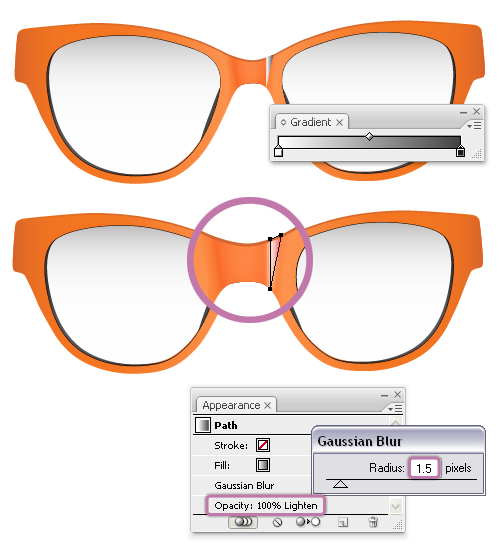 Gradient
Appearance
Path
Stroke:
Fill:
Gaussian Blur
Opacity: 100% Lighten
Gaussian Blur
Radius: 1.5 pixels